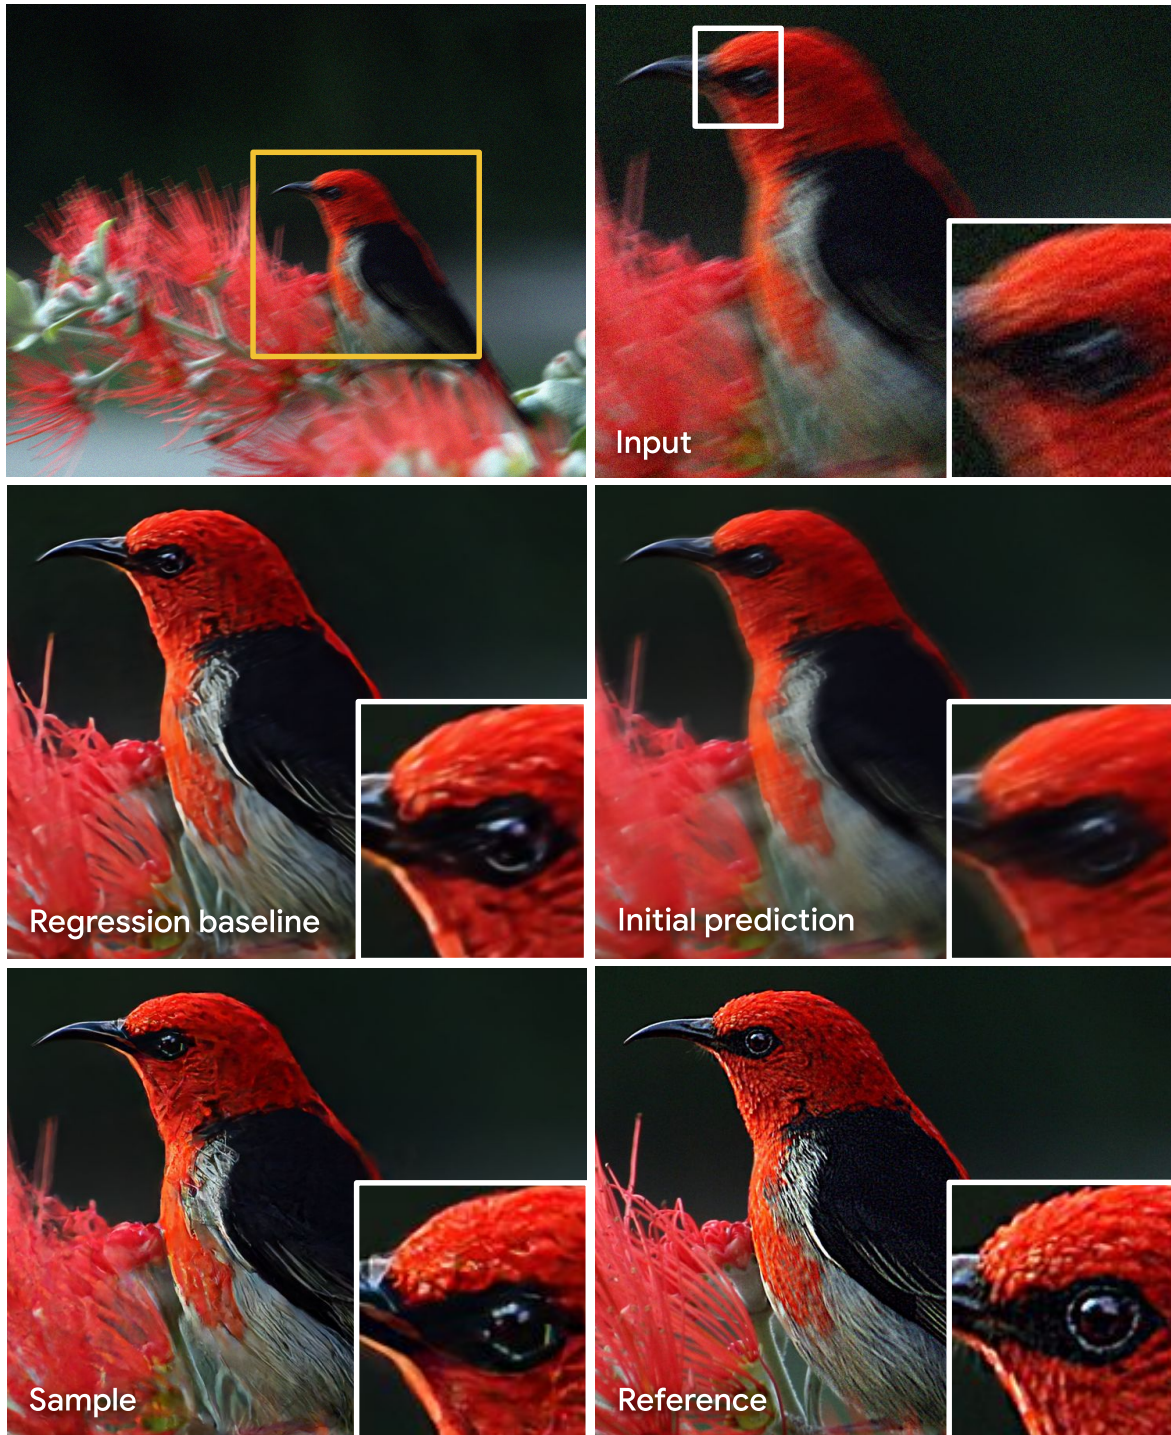 Input
Regression baseline
Initial prediction
Sample
Reference